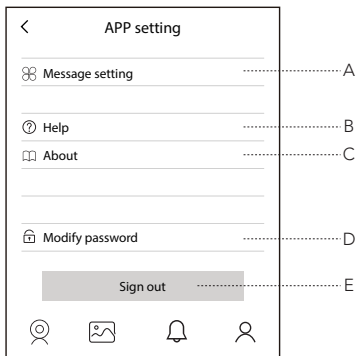 APP setting
Message setting A
Help B
About C
Modify password D
Sign out E